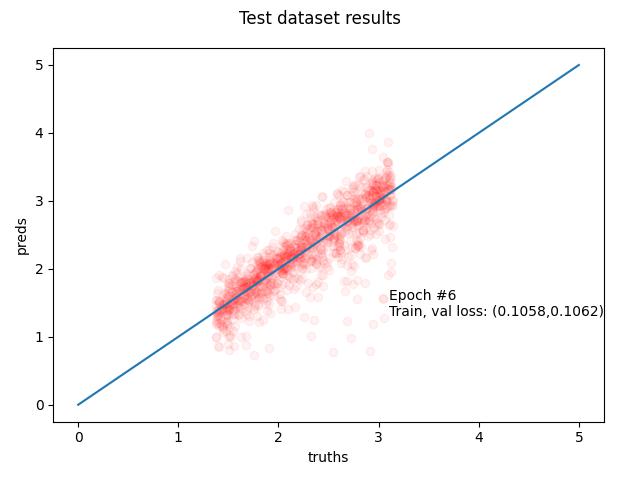 Test dataset results
5
4
3
2
1
0
preds
Epoch #6
Train, val loss: (0.1058,0.1062)
0 1 2 3 4 5
truths